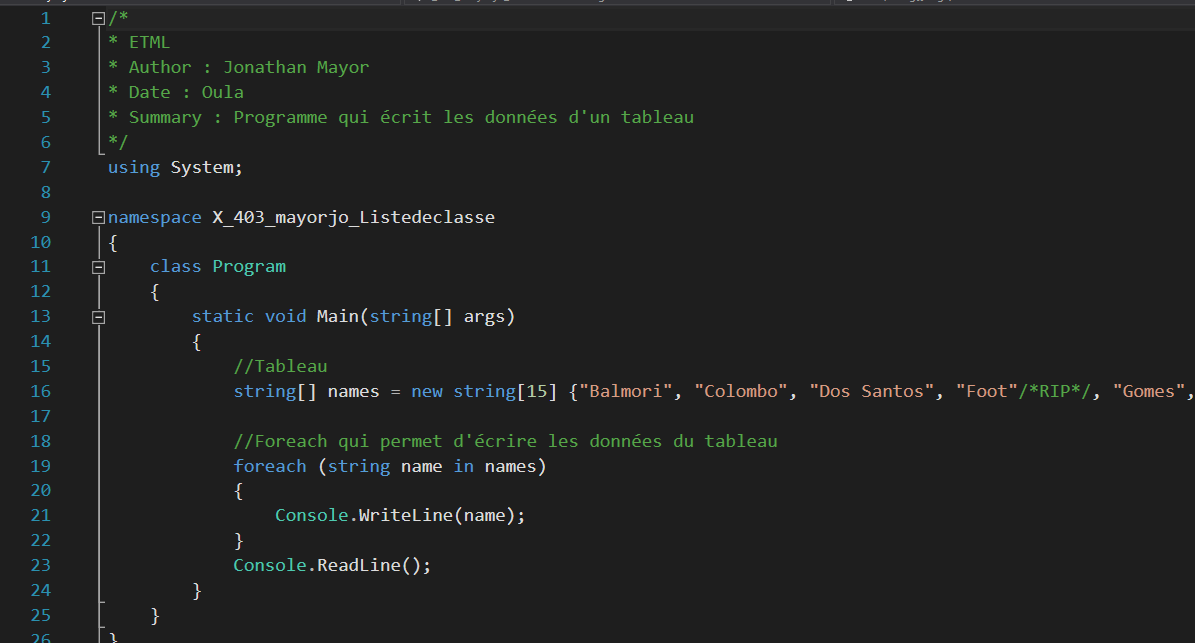 1 /*
2 * ETML
3 * Author : Jonathan Mayor
4 * Date : Oula
5 * Summary : Programme qui écrit les données d'un tableau
6 */
7 using System;
8
9 namespace X_403_mayorjo_Listedeclasse
10 {
11 class Program
12 {
13 static void Main(string[] args)
14 {
15 //Tableau
16 string[] names = new string[15] {"Balmori", "Colombo", "Dos Santos", "Foot"/*RIP*/, "Gomes",
17
18 //Foreach qui permet d'écrire les données du tableau
19 foreach (string name in names)
20 {
21 Console.WriteLine(name);
22 }
23 Console.ReadLine();
24 }
25 }
26 }